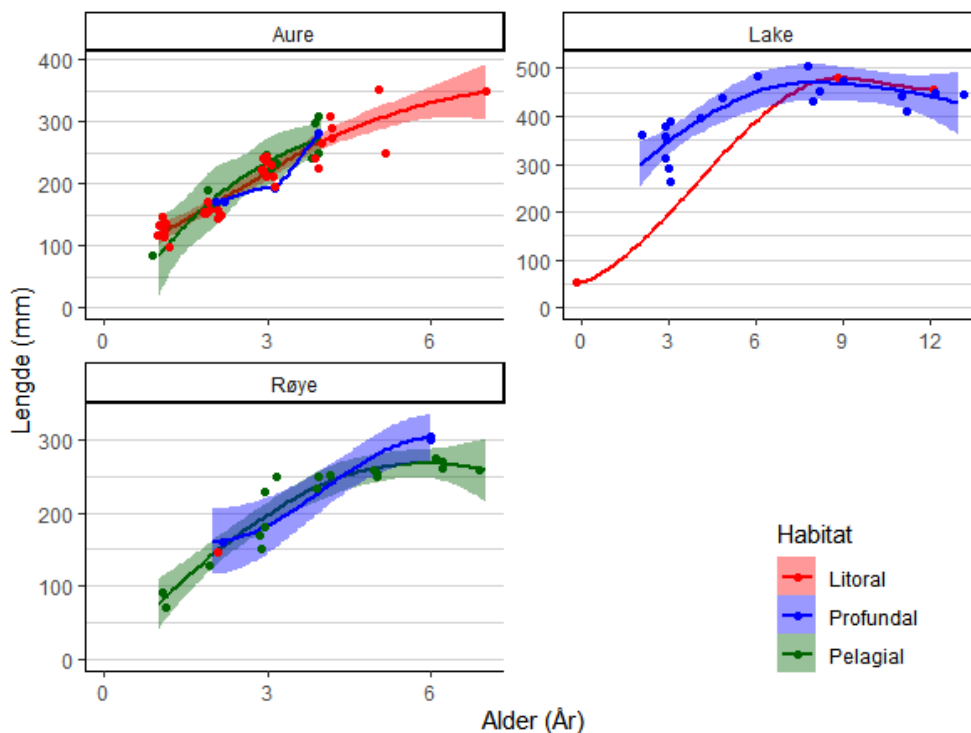 Aure
Lake
400
300
200
100
0
0 3 6
500
400
300
200
100
0
0 3 6 9 12
Røye
300
200
100
0
0 3 6
Lengde (mm)
Alder (År)
Habitat
Litoral
Profundal
Pelagial